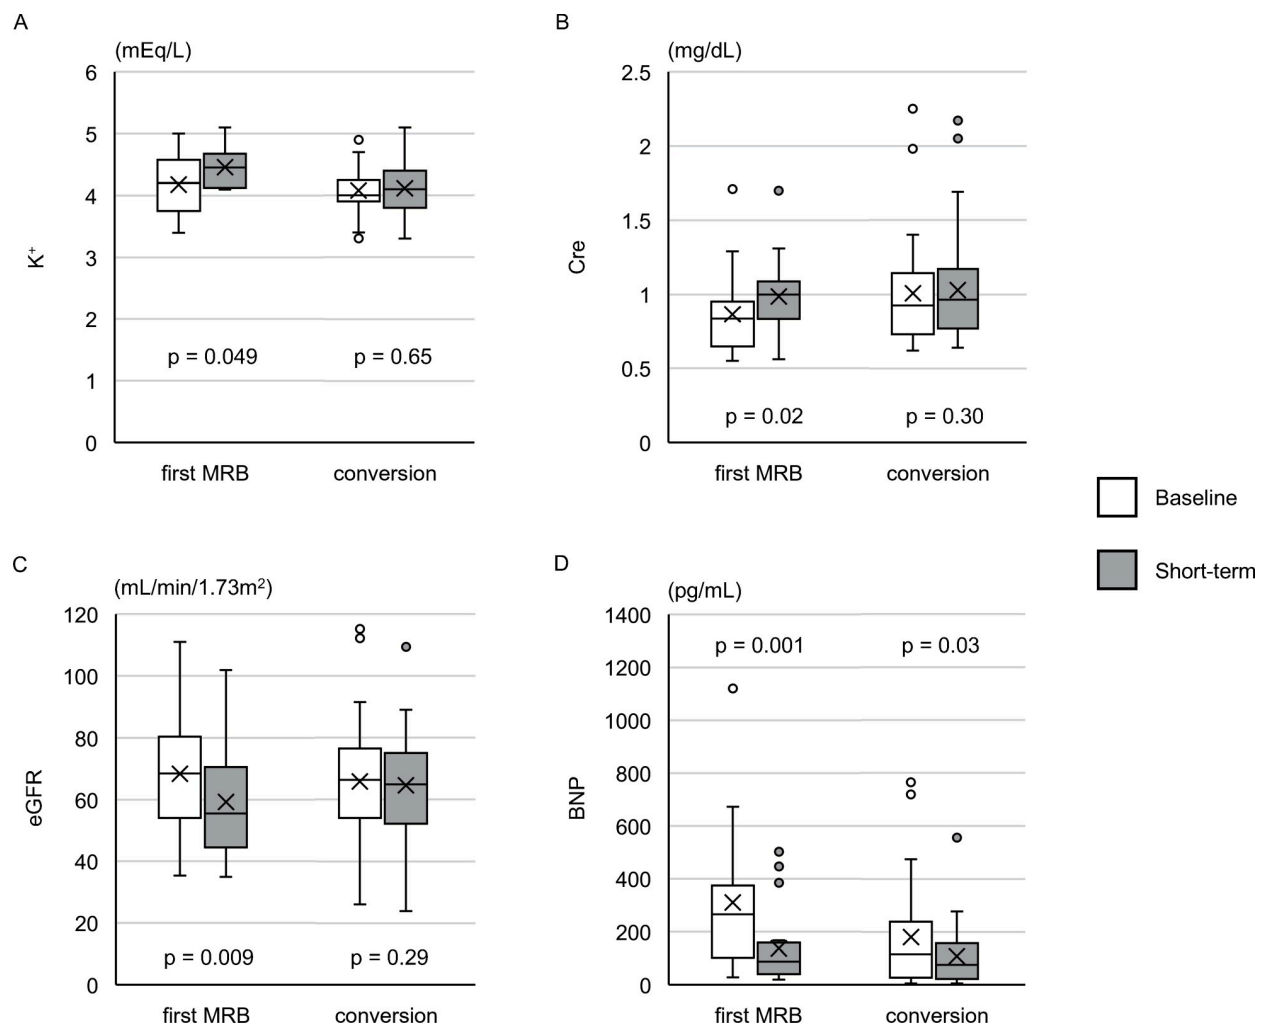 A
(mEq/L)
6
5
4
3
2
1
0
K⁺
p = 0.049
p = 0.65
first MRB
conversion
B
(mg/dL)
2.5
2
1.5
1
0.5
0
Cre
p = 0.02
p = 0.30
first MRB
conversion
Baseline
Short-term
C
(mL/min/1.73m²)
120
100
80
60
40
20
0
eGFR
p = 0.009
p = 0.29
first MRB
conversion
D
(pg/mL)
1400
1200
1000
800
600
400
200
0
BNP
p = 0.001
p = 0.03
first MRB
conversion